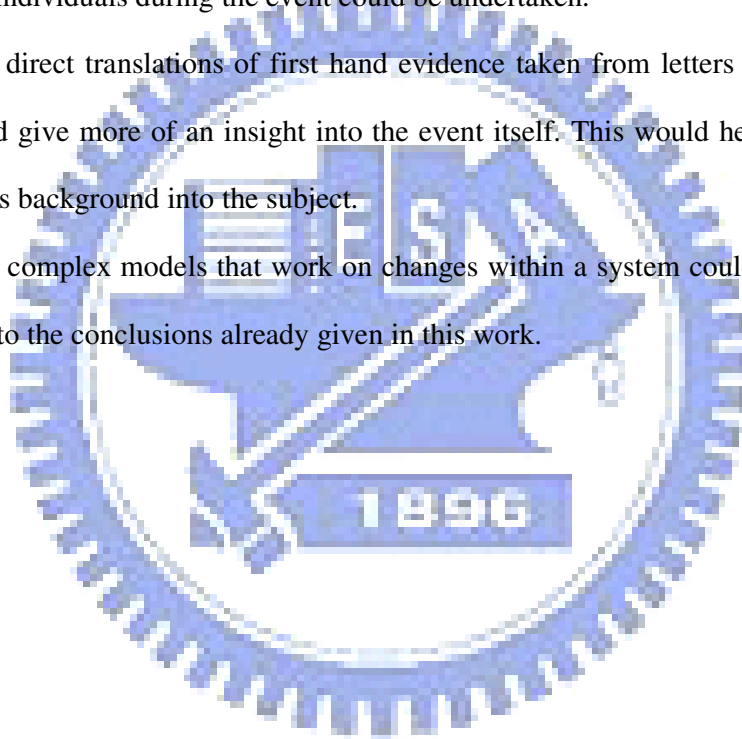 individuals during the event could be undertaken.
direct translations of first hand evidence taken from letters
give more of an insight into the event itself. This would
background into the subject.
E S A
complex models that work on changes within a system
to the conclusions already given in this work.
1896